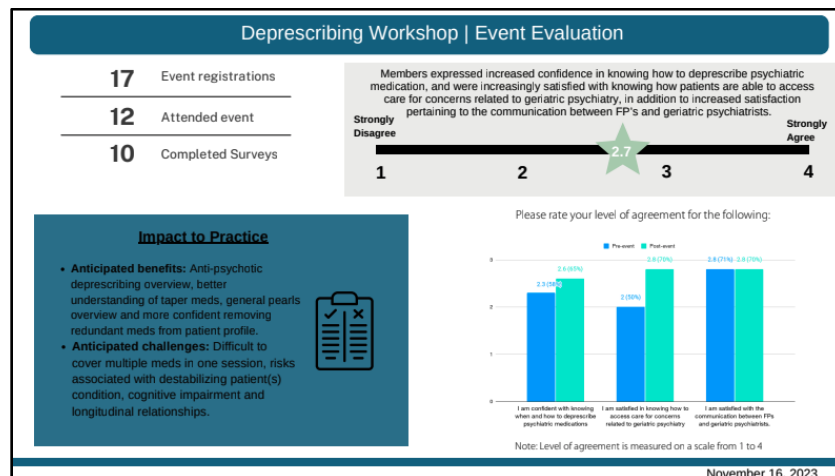 Deprescribing Workshop | Event Evaluation
17 Event registrations
12 Attended event
10 Completed Surveys
Members expressed increased confidence in knowing how to deprescribe psychiatric
medication, and were increasingly satisfied with knowing how patients are able to access
care for concerns related to geriatric psychiatry, in addition to increased satisfaction
pertaining to the communication between FP's and geriatric psychiatrists.
Strongly
Disagree
Strongly
Agree
2.7
1 2 3 4
Impact to Practice
• Anticipated benefits: Anti-psychotic
deprescribing overview, better
understanding of taper meds, general pearls
overview and more confident removing
redundant meds from patient profile.
• Anticipated challenges: Difficult to
cover multiple meds in one session, risks
associated with destabilizing patient(s)
condition, cognitive impairment and
longitudinal relationships.
Please rate your level of agreement for the following:
Pre-event Post-event
3
2
1
0
2.3
2.6
2 (50%)
2.8 (70%)
2.8 (71%)
2.8 (70%)
I am confident with knowing
when and how to deprescribe
psychiatric medications
I am satisfied in knowing how to
access care for concerns
related to geriatric psychiatry
I am satisfied with the
communication between FPs
and geriatric psychiatrists.
Note: Level of agreement is measured on a scale from 1 to 4
November 16, 2023